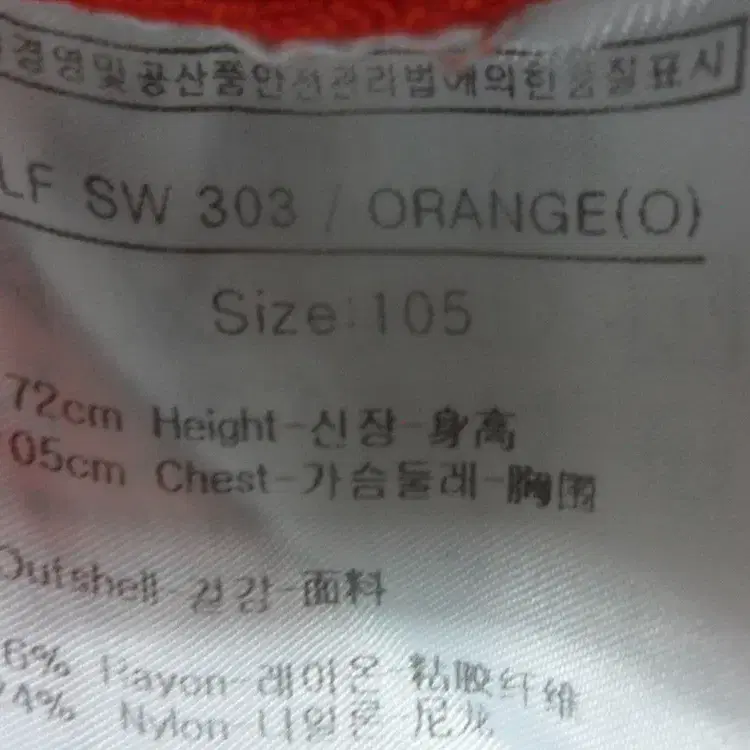 경영및공산품안전관리법에의한품질표시
LF SW 303 / ORANGE(O)
Size:105
72cm Height-신장-身高
05cm Chest-가슴둘레-胸围
Outshell-겉감-面料
6% Rayon-레이온-粘胶纤维
4% Nylon-나일론-尼龙